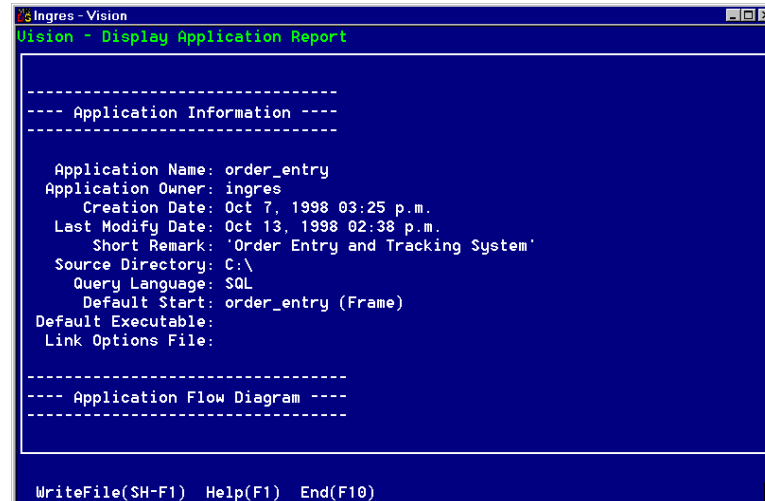 Ingres - Vision
Vision - Display Application Report
---------------------------------
---- Application Information ----
---------------------------------
Application Name: order_entry
Application Owner: ingres
Creation Date: Oct 7, 1998 03:25 p.m.
Last Modify Date: Oct 13, 1998 02:38 p.m.
Short Remark: 'Order Entry and Tracking System'
Source Directory: C:\
Query Language: SQL
Default Start: order_entry (Frame)
Default Executable:
Link Options File:
----------------------------------
---- Application Flow Diagram ----
----------------------------------
WriteFile(SH-F1)  Help(F1)  End(F10)